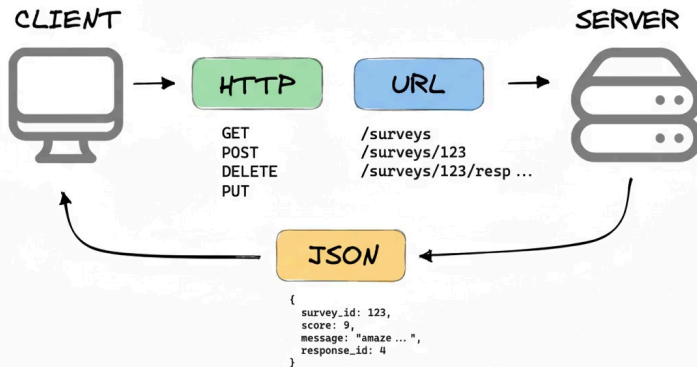 CLIENT
SERVER
HTTP
URL
GET
POST
DELETE
PUT
/surveys
/surveys/123
/surveys/123/resp ...
JSON
{
survey_id: 123,
score: 9,
message: "amaze ... ",
response_id: 4
}